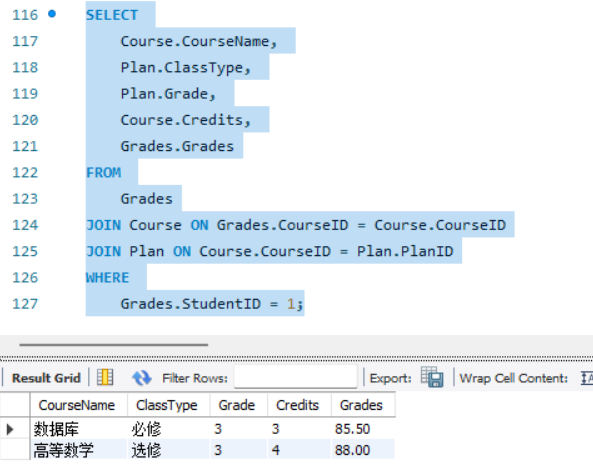 116 SELECT
117 Course.CourseName,
118 Plan.ClassType,
119 Plan.Grade,
120 Course.Credits,
121 Grades.Grades
122 FROM
123 Grades
124 JOIN Course ON Grades.CourseID = Course.CourseID
125 JOIN Plan ON Course.CourseID = Plan.PlanID
126 WHERE
127 Grades.StudentID = 1;
Result Grid Filter Rows: Export: Wrap Cell Content:
CourseName ClassType Grade Credits Grades
数据库 必修 3 3 85.50
高等数学 选修 3 4 88.00